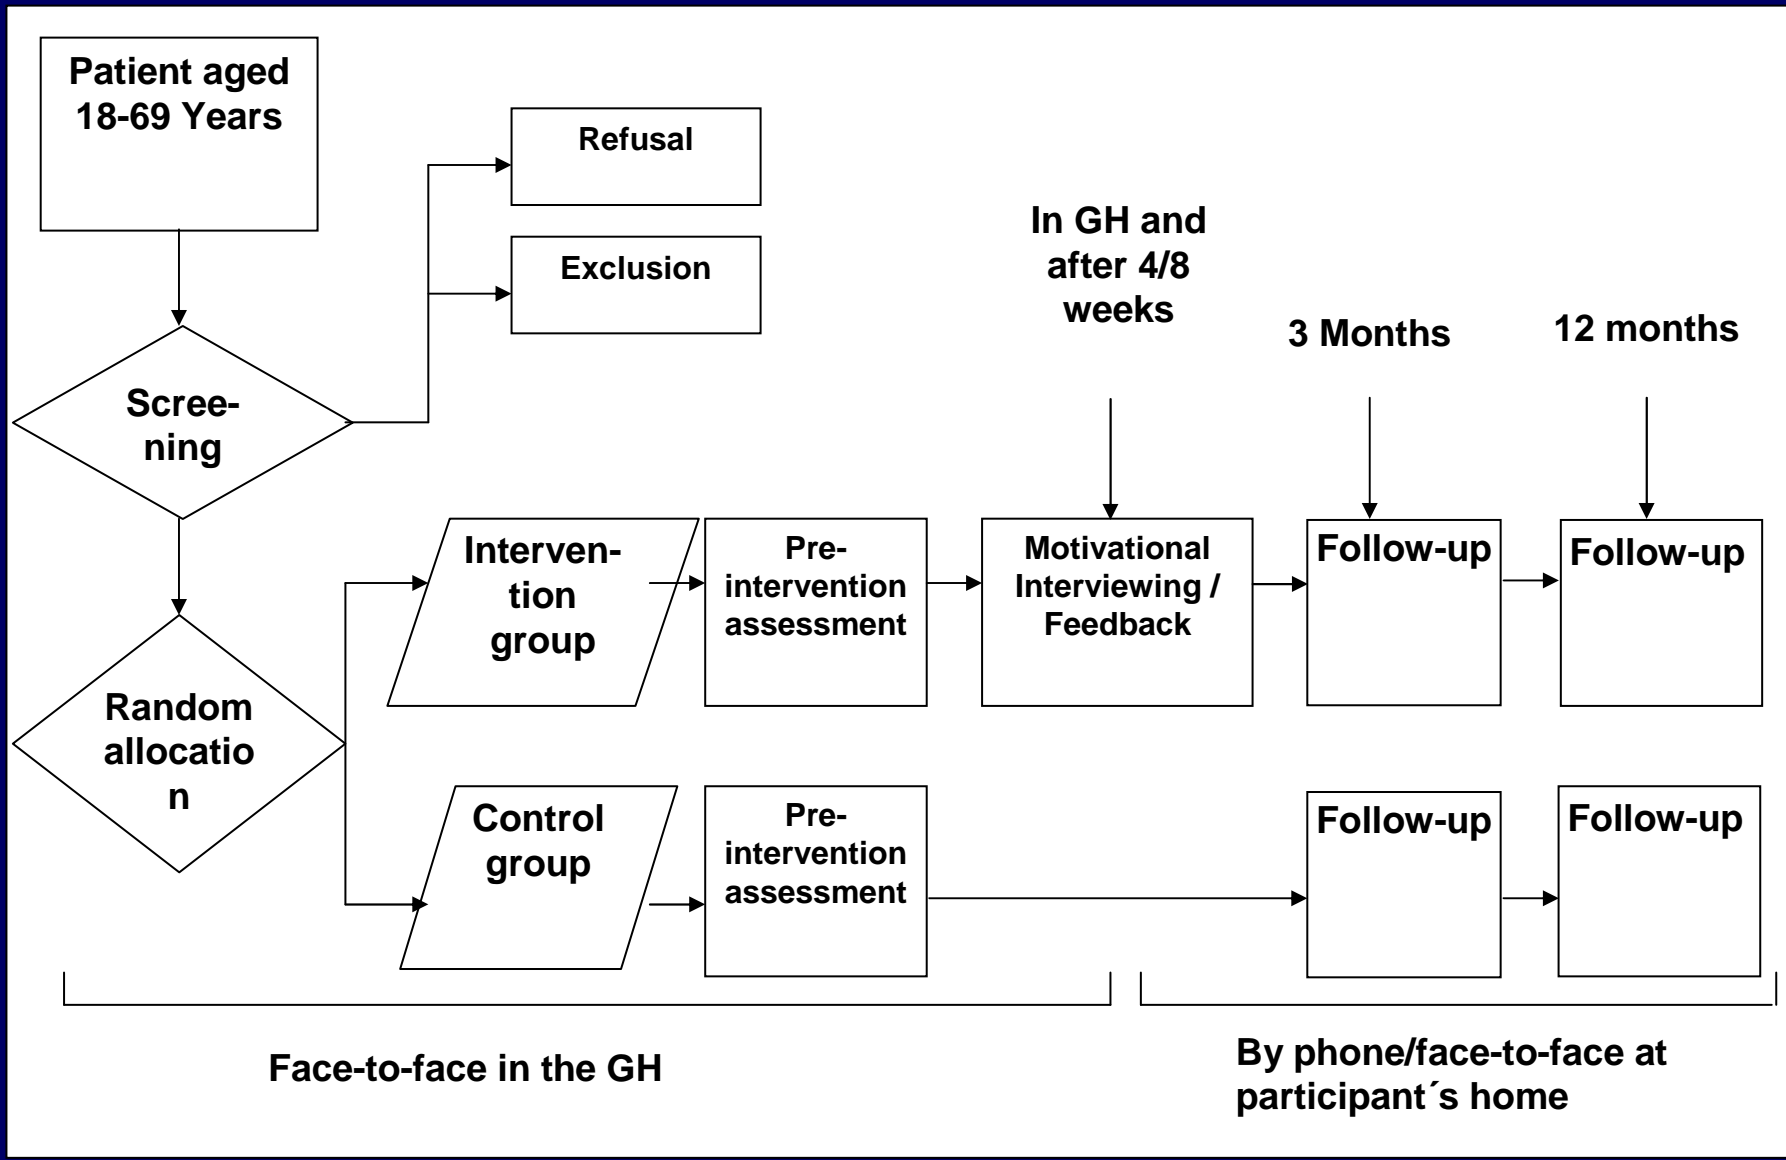 Patient aged
18-69 Years
Refusal
Exclusion
In GH and
after 4/8
weeks
3 Months
12 months
Scree-
ning
Interven-
tion
group
Pre-
intervention
assessment
Motivational
Interviewing /
Feedback
Follow-up
Follow-up
Random
allocatio
n
Control
group
Pre-
intervention
assessment
Follow-up
Follow-up
Face-to-face in the GH
By phone/face-to-face at
participant´s home